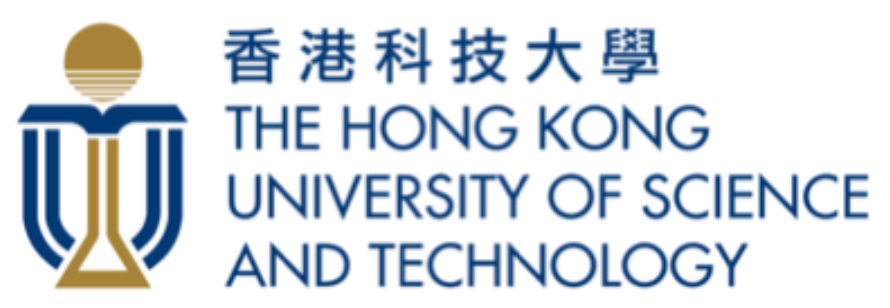 香港科技大學
THE HONG KONG
UNIVERSITY OF SCIENCE
AND TECHNOLOGY